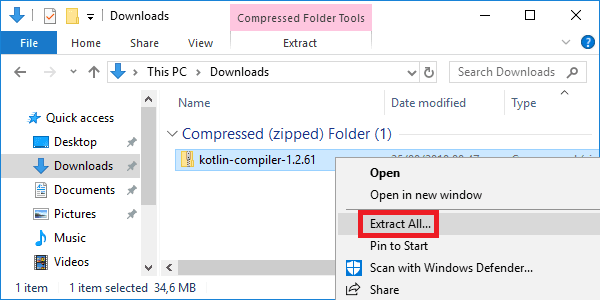 Downloads
Compressed Folder Tools
File
Home
Share
View
Extract
This PC
Downloads
Search Downloads
Name
Date modified
Type
Quick access
Desktop
Downloads
Documents
Pictures
Music
Videos
Compressed (zipped) Folder (1)
kotlin-compiler-1.2.61
Open
Open in new window
Extract All...
Pin to Start
Scan with Windows Defender...
Share
1 item
1 item selected 34,6 MB